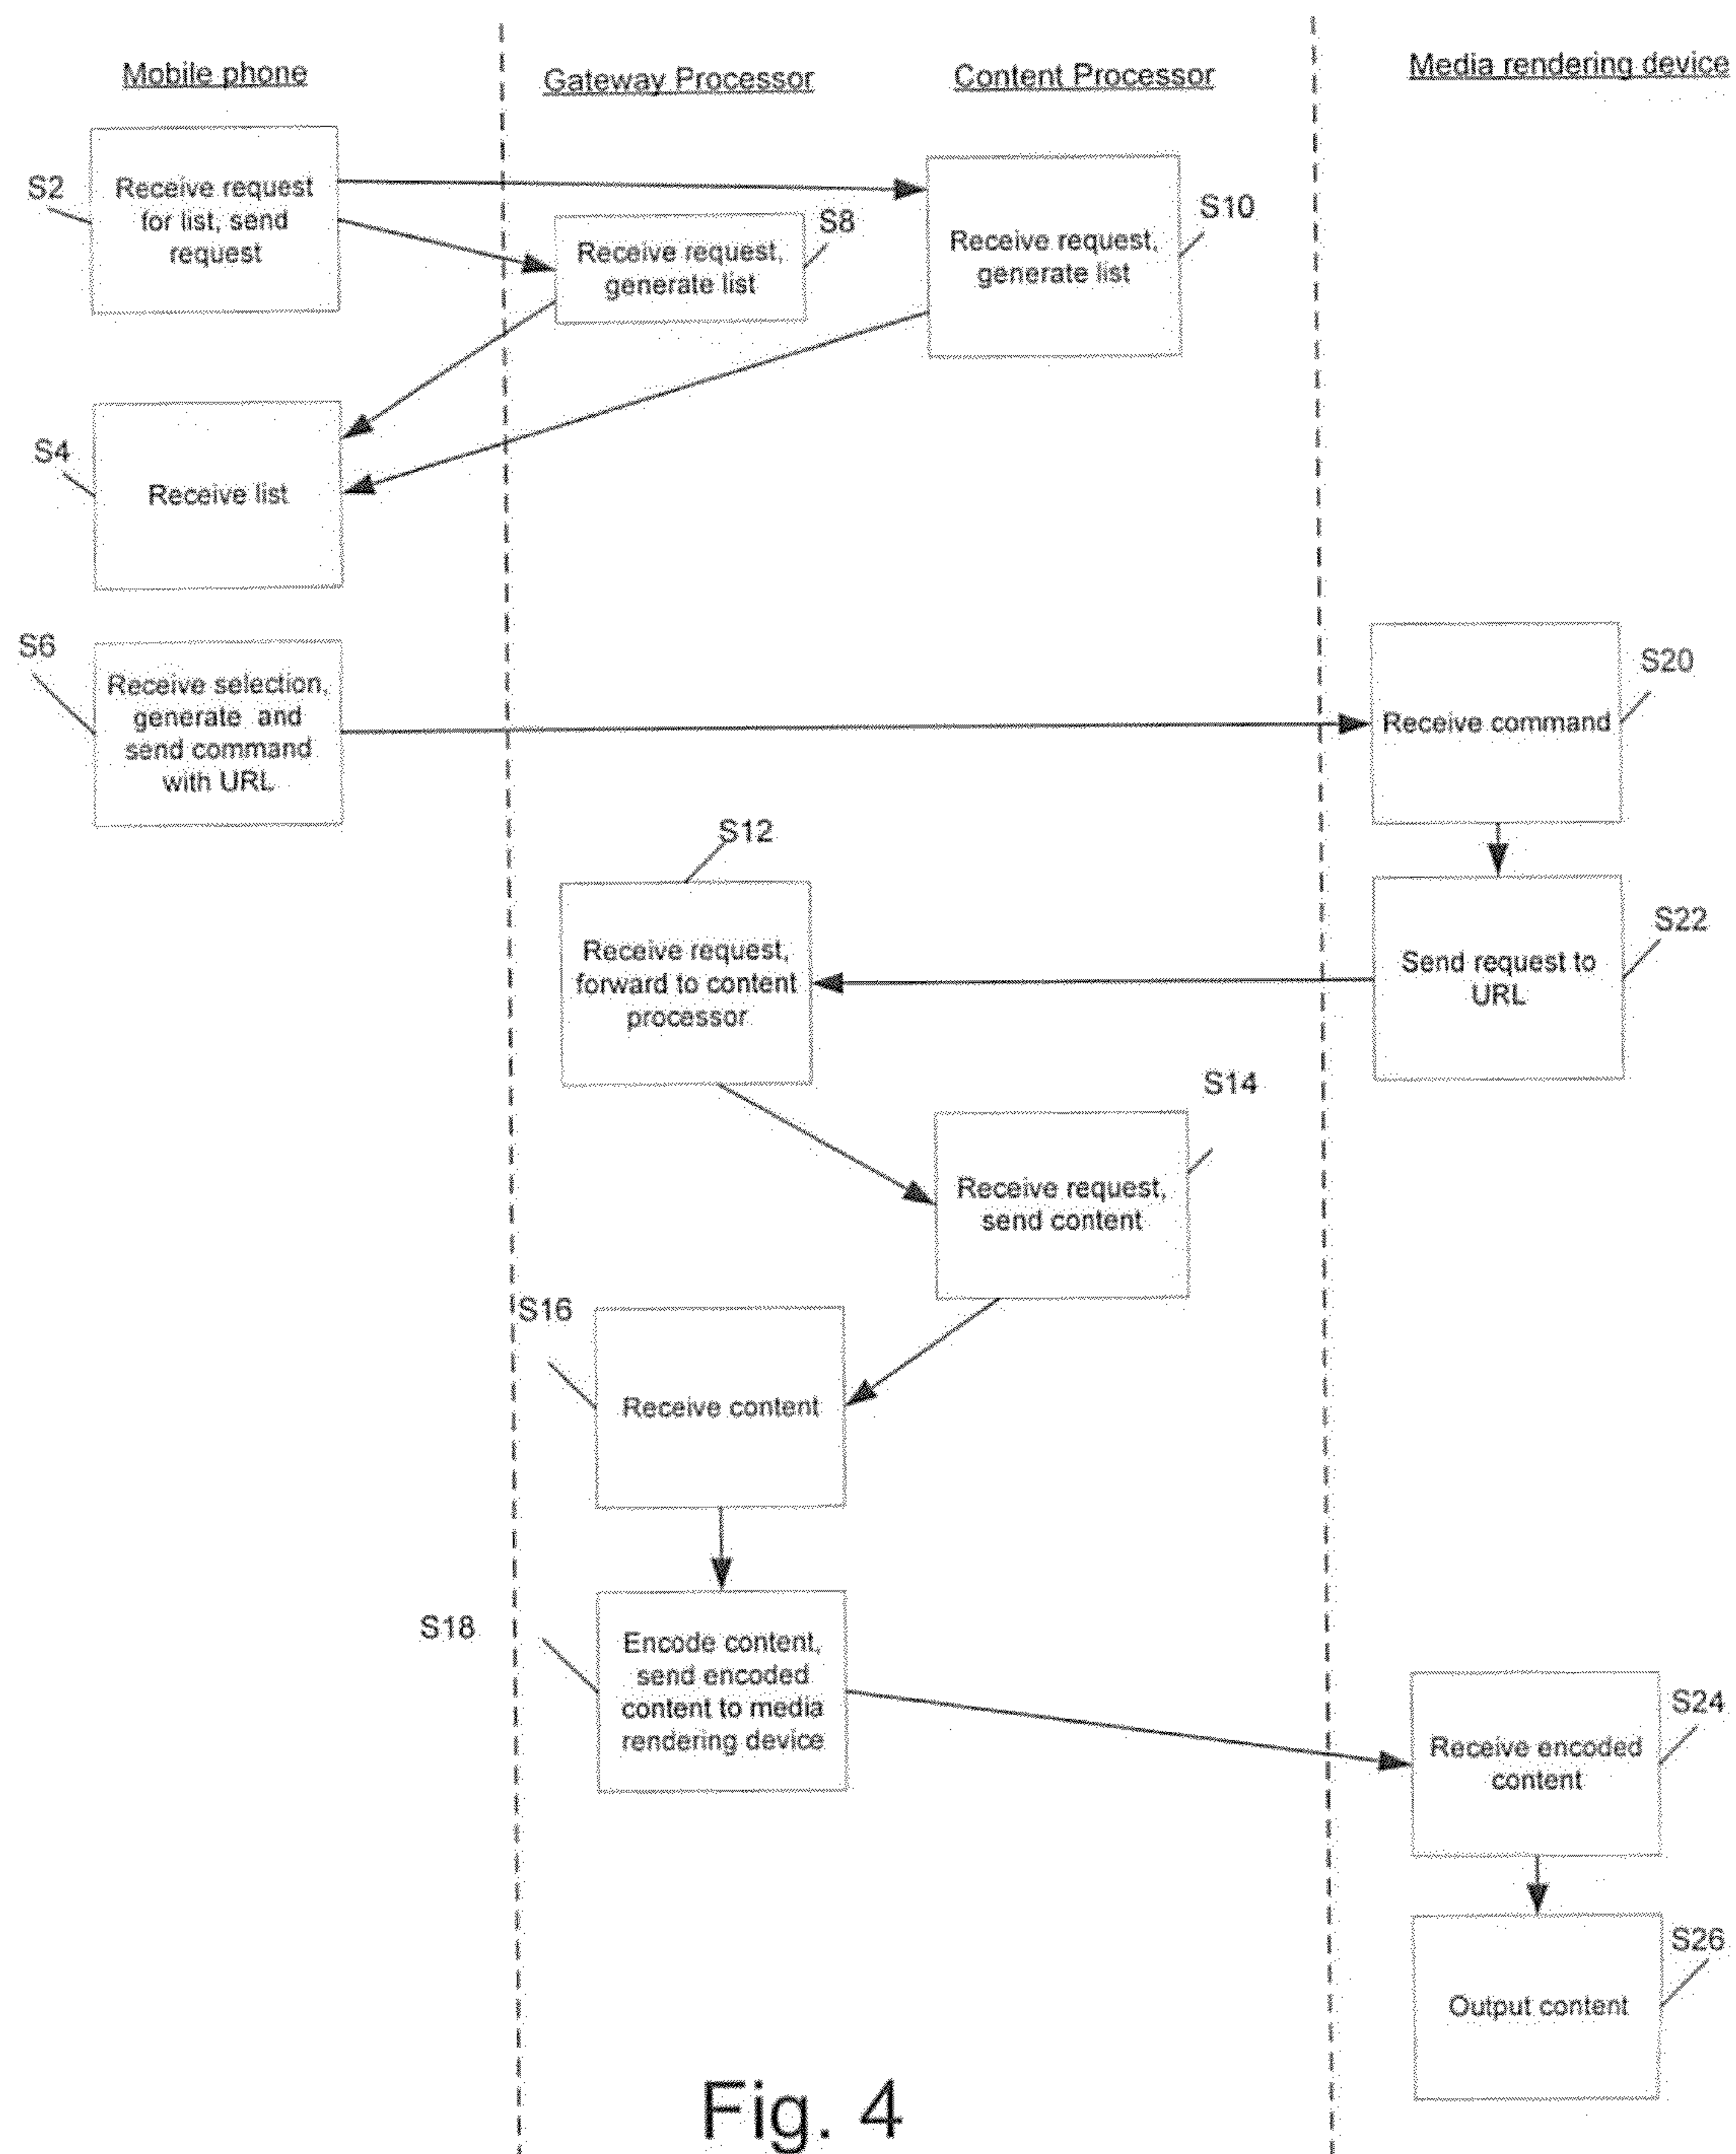 Mobile phone
Gateway Processor
Content Processor
Media rendering device
S2
Receive request
for list, send
request
S8
Receive request,
generate list
S10
Receive request,
generate list
S4
Receive list
S6
Receive selection,
generate and
send command
with URL
S20
Receive command
S12
Receive request,
forward to content
processor
S22
Send request to
URL
S14
Receive request,
send content
S16
Receive content
S18
Encode content,
send encoded
content to media
rendering device
S24
Receive encoded
content
S26
Output content
Fig. 4